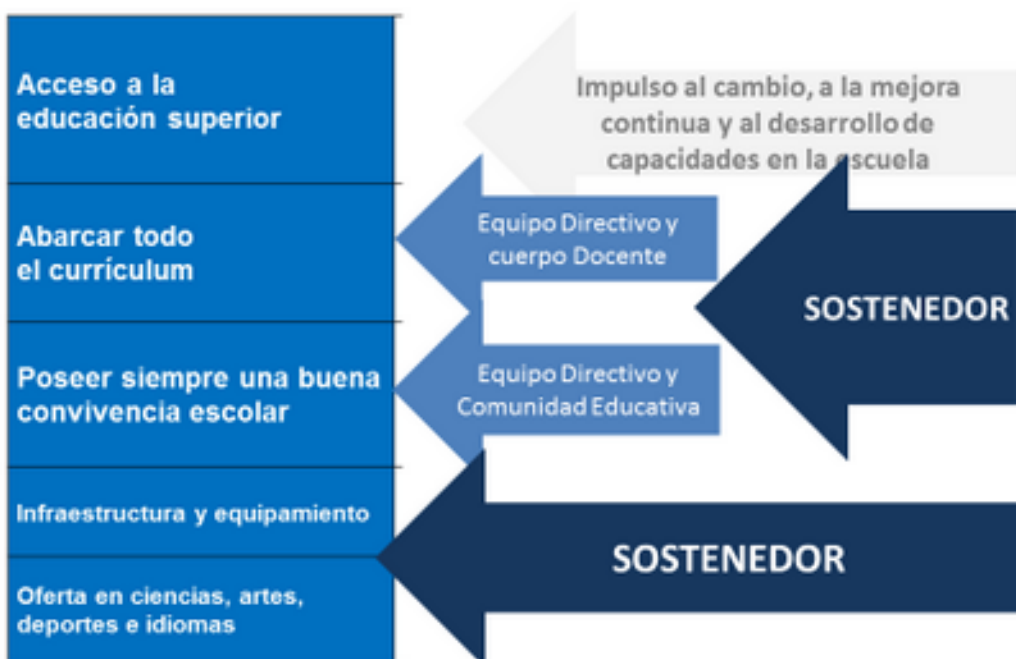 Acceso a la
educación superior
Impulso al cambio, a la mejora
continua y al desarrollo de
capacidades en la escuela
Abarcar todo
el currículum
Equipo Directivo y
cuerpo Docente
SOSTENEDOR
Poseer siempre una buena
convivencia escolar
Equipo Directivo y
Comunidad Educativa
Infraestructura y equipamiento
SOSTENEDOR
Oferta en ciencias, artes,
deportes e idiomas